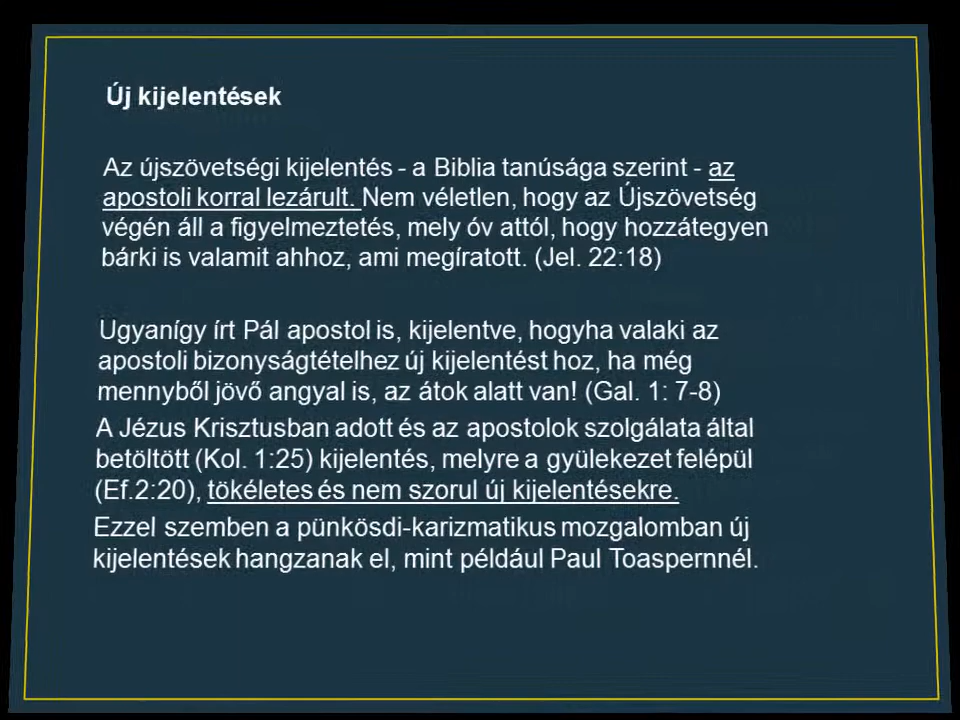 Új kijelentések
Az újszövetségi kijelentés - a Biblia tanúsága szerint - az
apostoli korral lezárult. Nem véletlen, hogy az Újszövetség
végén áll a figyelmeztetés, mely óv attól, hogy hozzátegyen
bárki is valamit ahhoz, ami megíratott. (Jel. 22:18)
Ugyanígy írt Pál apostol is, kijelentve, hogyha valaki az
apostoli bizonyságtételhez új kijelentést hoz, ha még
mennyből jövő angyal is, az átok alatt van! (Gal. 1: 7-8)
A Jézus Krisztusban adott és az apostolok szolgálata által
betöltött (Kol. 1:25) kijelentés, melyre a gyülekezet felépül
(Ef.2:20), tökéletes és nem szorul új kijelentésekre.
Ezzel szemben a pünkösdi-karizmatikus mozgalomban új
kijelentések hangzanak el, mint például Paul Toaspernnél.